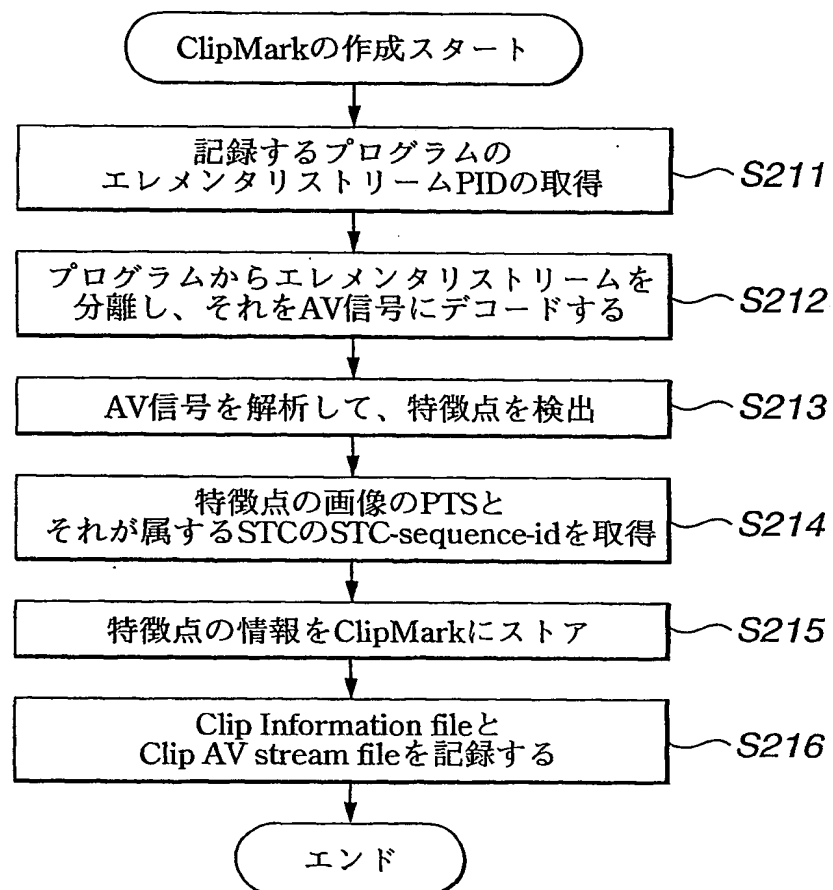 ClipMarkの作成スタート
記録するプログラムの
エレメンタリストリームPIDの取得
S211
プログラムからエレメンタリストリームを
分離し、それをAV信号にデコードする
S212
AV信号を解析して、特徴点を検出
S213
特徴点の画像のPTSと
それが属するSTCのSTC-sequence-idを取得
S214
特徴点の情報をClipMarkにストア
S215
Clip Information fileと
Clip AV stream fileを記録する
S216
エンド